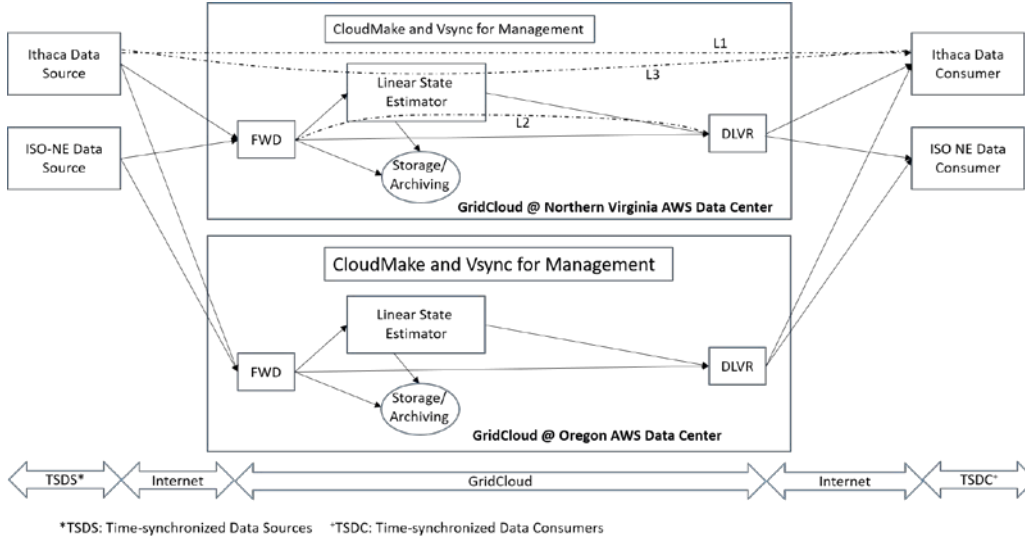 CloudMake and Vsync for Management
Ithaca Data
Source
L1
Ithaca Data
Consumer
L3
Linear State
Estimator
L2
FWD
DLVR
ISO-NE Data
Source
ISO NE Data
Consumer
Storage/
Archiving
GridCloud @ Northern Virginia AWS Data Center
CloudMake and Vsync for Management
Linear State
Estimator
FWD
DLVR
Storage/
Archiving
GridCloud @ Oregon AWS Data Center
TSDS* Internet GridCloud Internet TSDC⁺
*TSDS: Time-synchronized Data Sources ⁺TSDC: Time-synchronized Data Consumers